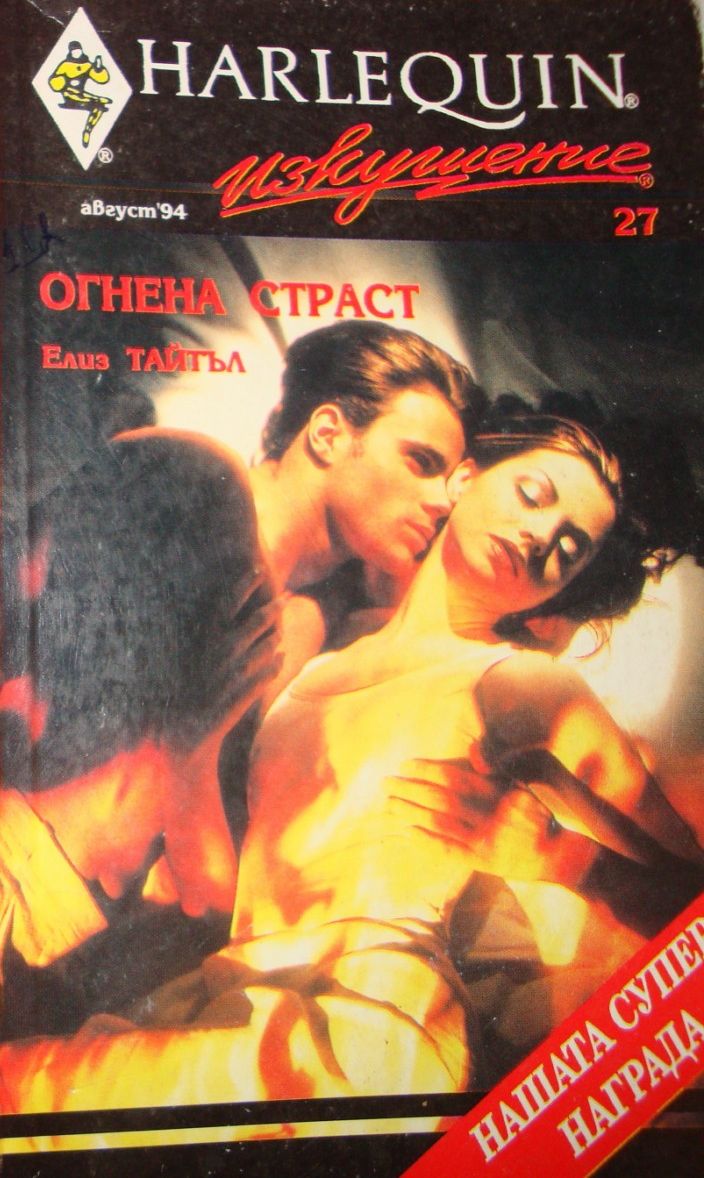 HARLEQUIN®
®
Изкушение®
август'94
27
ОГНЕНА СТРАСТ
Елиз ТАЙТЪЛ
НАШАТА СУПЕР
НАГРАДА